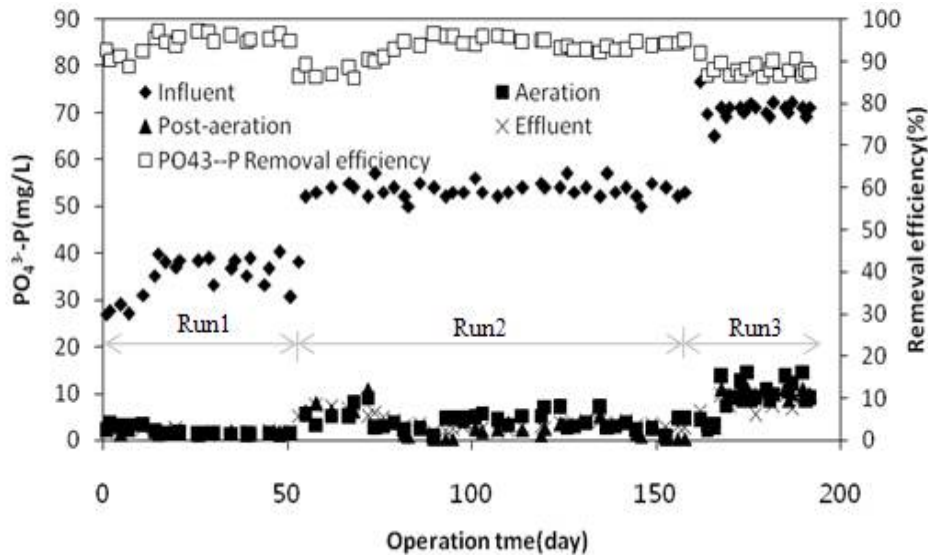 90
80
70
60
50
40
30
20
10
0
PO₄³⁻-P(mg/L)
100
90
80
70
60
50
40
30
20
10
0
Remeval efficiency(%)
Influent
Aeration
Post-aeration
Effluent
PO43--P Removal efficiency
Run1
Run2
Run3
0
50
100
150
200
Operation tme(day)